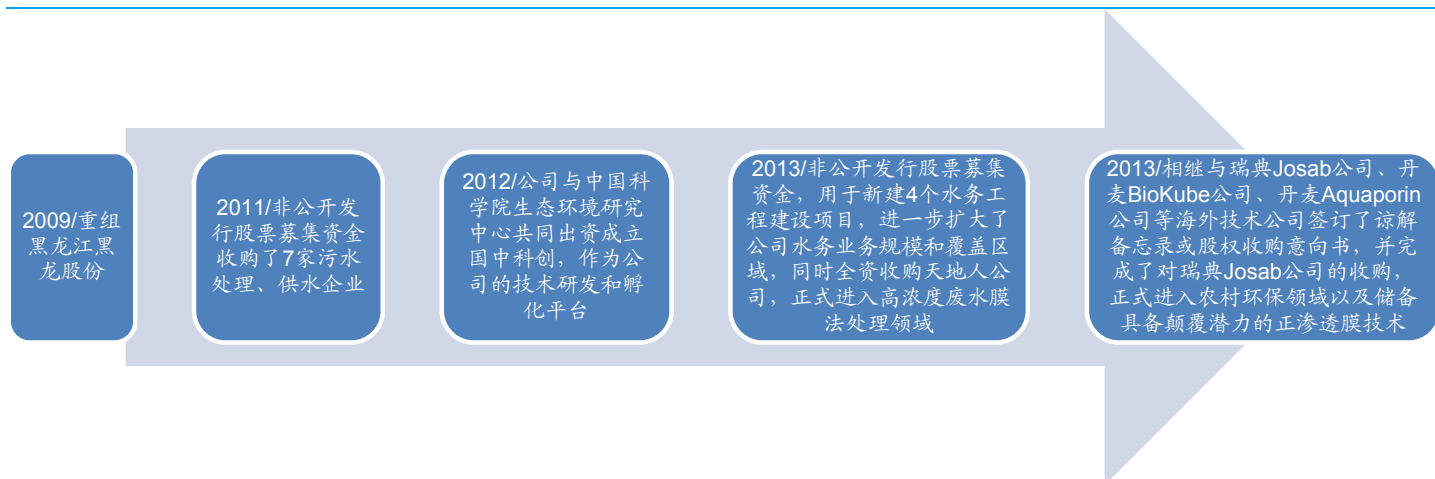 2009/重组
黑龙江黑
龙股份
2011/非公开发
行股票募集资金
收购了7家污水
处理、供水企业
2012/公司与中国科
学院生态环境研究
中心共同出资成立
国中科创，作为公
司的技术研发和孵
化平台
2013/非公开发行股票募集
资金，用于新建4个水务工
程建设项目，进一步扩大了
公司水务业务规模和覆盖区
域，同时全资收购天地人公
司，正式进入高浓度废水膜
法处理领域
2013/相继与瑞典Josab公司、丹
麦BioKube公司、丹麦Aquaporin
公司等海外技术公司签订了谅解
备忘录或股权收购意向书，并完
成了对瑞典Josab公司的收购，
正式进入农村环保领域以及储备
具备颠覆潜力的正渗透膜技术